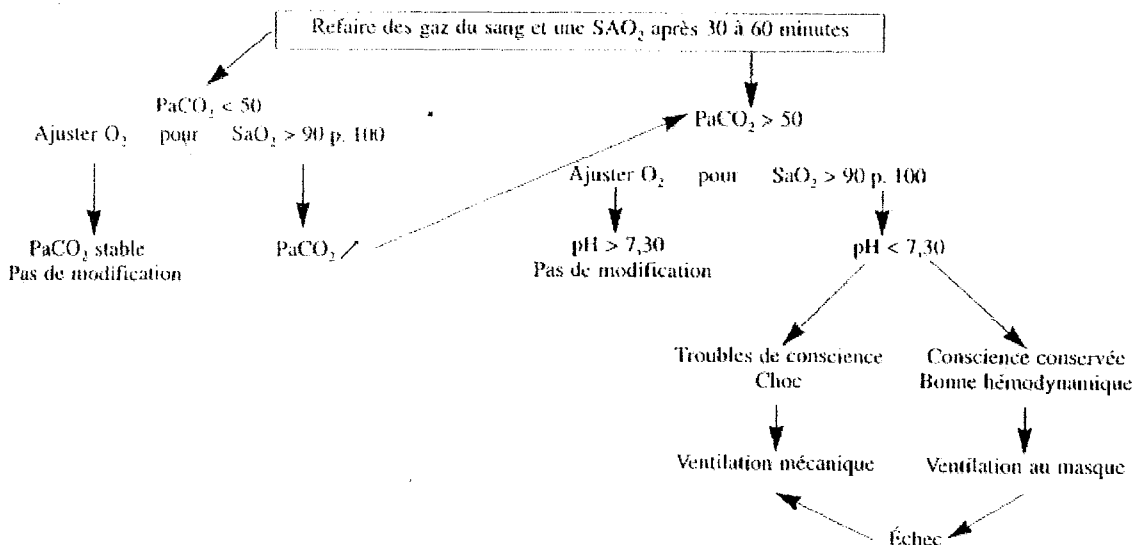 Refaire des gaz du sang et une SAO₂ après 30 à 60 minutes
PaCO₂ < 50
Ajuster O₂ pour SaO₂ > 90 p. 100
PaCO₂ > 50
Ajuster O₂ pour SaO₂ > 90 p. 100
PaCO₂ stable
Pas de modification
PaCO₂ ↗
pH > 7,30
Pas de modification
pH < 7,30
Troubles de conscience
Choc
Conscience conservée
Bonne hémodynamique
Ventilation mécanique
Ventilation au masque
Échec